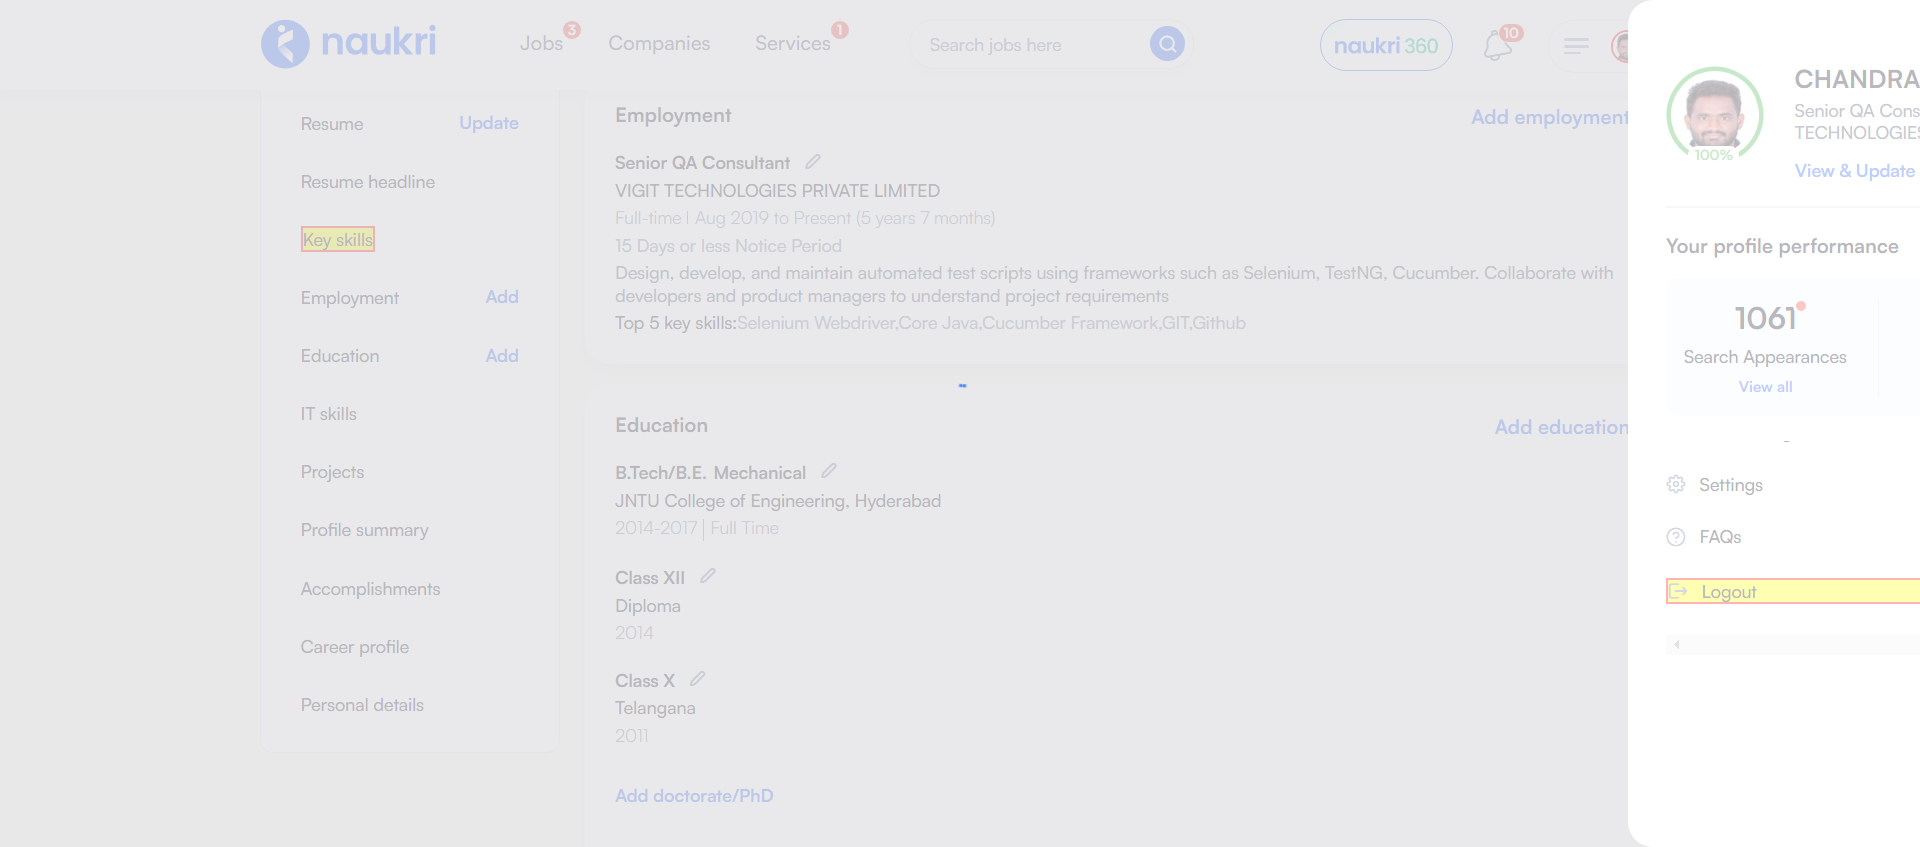 naukri
Jobs 3
Companies
Services 1
Search jobs here
naukri 360
10
Resume
Update
Resume headline
Key skills
Employment
Add
Education
Add
IT skills
Projects
Profile summary
Accomplishments
Career profile
Personal details
Employment
Add employment
Senior QA Consultant
VIGIT TECHNOLOGIES PRIVATE LIMITED
Full-time | Aug 2019 to Present (5 years 7 months)
15 Days or less Notice Period
Design, develop, and maintain automated test scripts using frameworks such as Selenium, TestNG, Cucumber. Collaborate with
developers and product managers to understand project requirements
Top 5 key skills:Selenium Webdriver,Core Java,Cucumber Framework,GIT,Github
Education
Add education
B.Tech/B.E. Mechanical
JNTU College of Engineering, Hyderabad
2014-2017 | Full Time
Class XII
Diploma
2014
Class X
Telangana
2011
Add doctorate/PhD
100%
CHANDRA
Senior QA Cons
TECHNOLOGIES
View & Update
Your profile performance
1061
Search Appearances
View all
Settings
FAQs
Logout